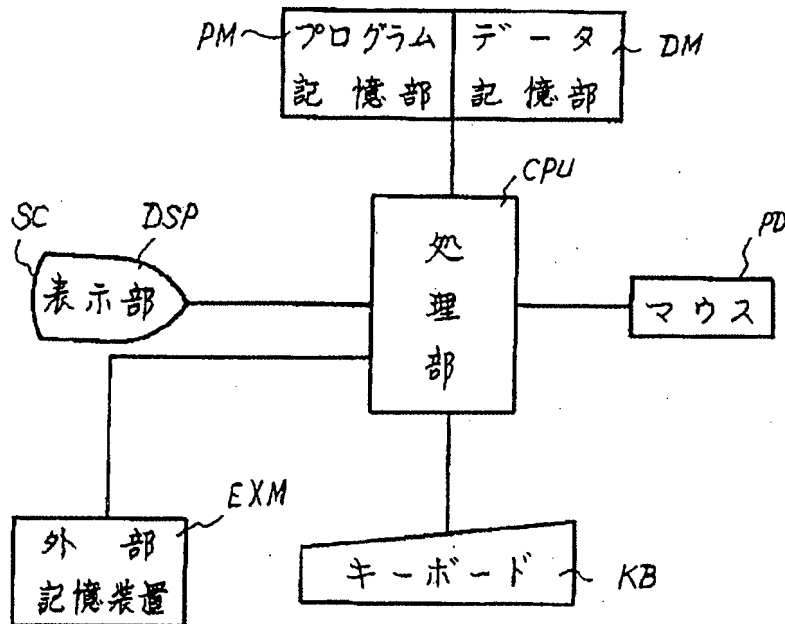 PM
プログラム
記憶部
データ
記憶部
DM
CPU
処理部
SC
DSP
表示部
PD
マウス
EXM
外部
記憶装置
キーボード
KB